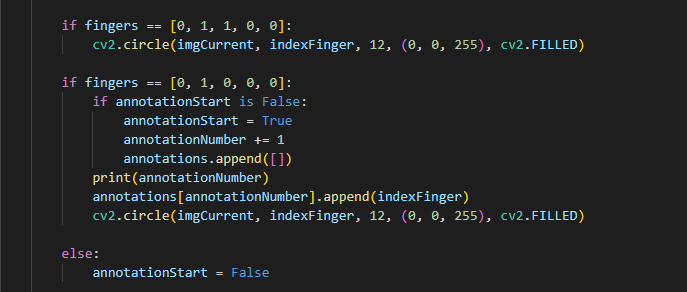 if fingers == [0, 1, 1, 0, 0]:
    cv2.circle(imgCurrent, indexFinger, 12, (0, 0, 255), cv2.FILLED)

if fingers == [0, 1, 0, 0, 0]:
    if annotationStart is False:
        annotationStart = True
        annotationNumber += 1
        annotations.append([])
    print(annotationNumber)
    annotations[annotationNumber].append(indexFinger)
    cv2.circle(imgCurrent, indexFinger, 12, (0, 0, 255), cv2.FILLED)

else:
    annotationStart = False